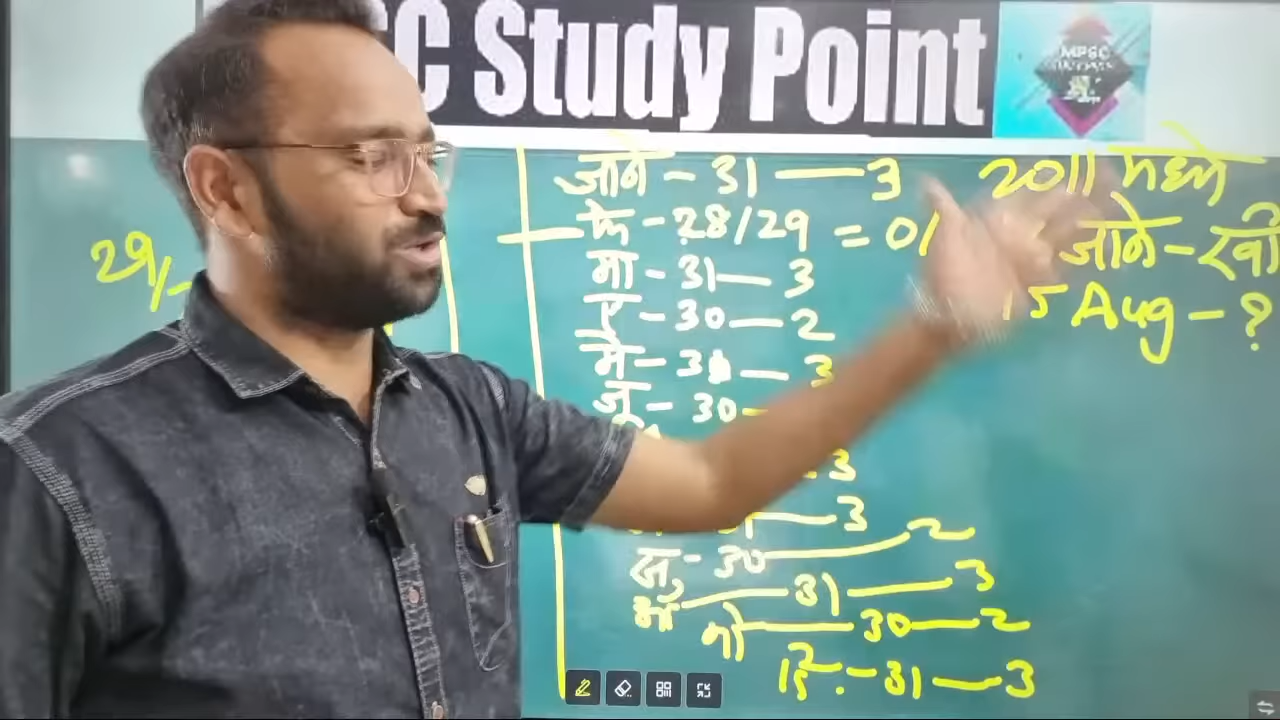 C Study Point
MPSC
29/-
जाने - 31 — 3
फे - 28/29 = 0/
मा - 31 — 3
ए - 30 — 2
मे - 31 — 3
जू - 30 -
- 3
— 3
स, - 30 — 2
— 31 — 3
नो — 30 — 2
- 31 — 3
2011 मध्ये
जाने - रवी
15 Aug - ?